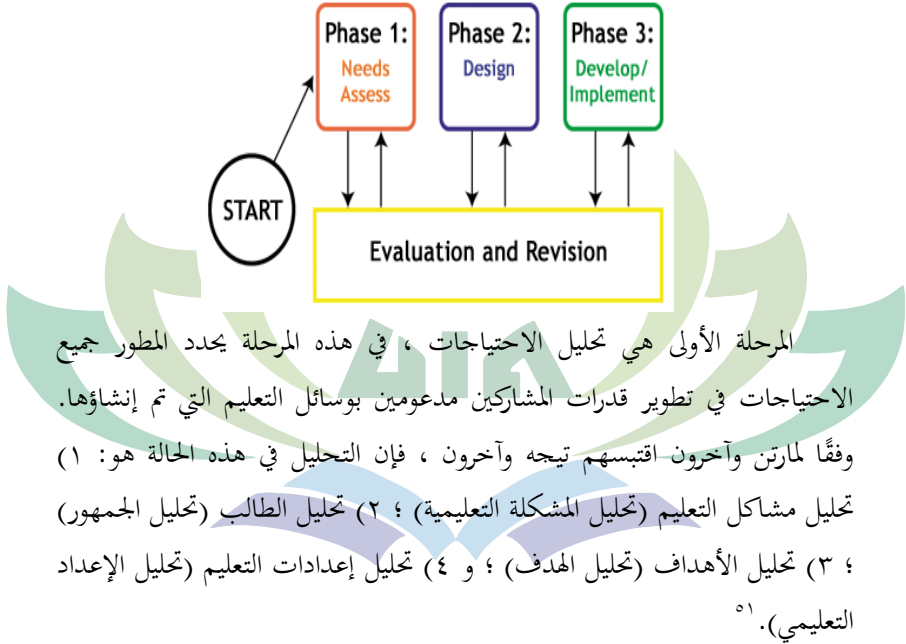 Phase 1:
Needs
Assess
Phase 2:
Design
Phase 3:
Develop/
Implement
START
Evaluation and Revision
المرحلة الأولى هي تحليل الاحتياجات ، في هذه المرحلة يحدد المطور جميع
الاحتياجات في تطوير قدرات المشاركين مدعومين بوسائل التعليم التي تم إنشاؤها.
وفقًا لمارتن وآخرون اقتبسهم تيجه وآخرون ، فإن التحليل في هذه الحالة هو: ١)
تحليل مشاكل التعليم (تحليل المشكلة التعليمية) ؛ ٢) تحليل الطالب (تحليل الجمهور)
؛ ٣) تحليل الأهداف (تحليل الهدف) ؛ و ٤) تحليل إعدادات التعليم (تحليل الإعداد
التعليمي).٥١